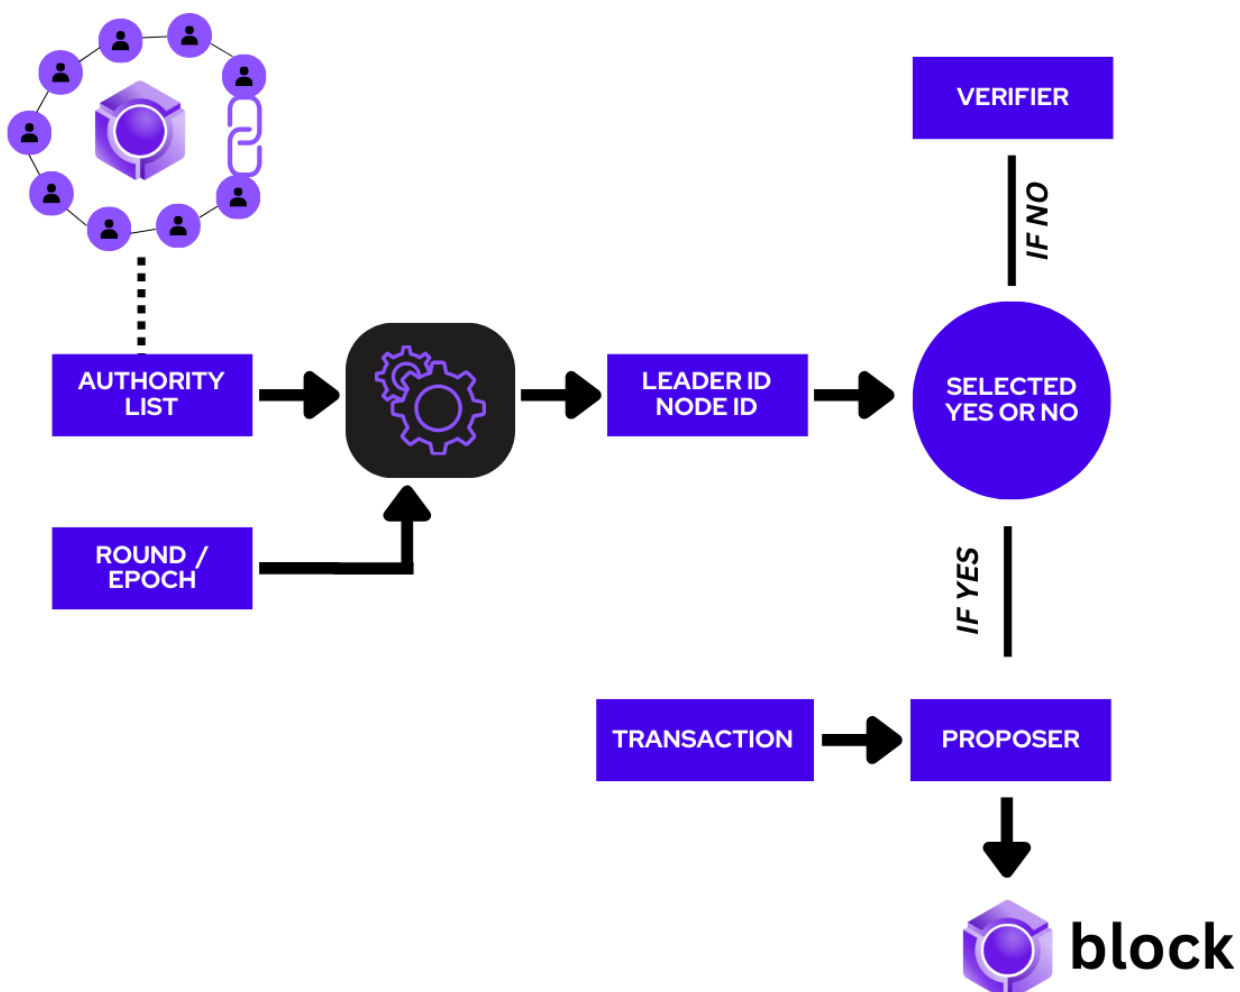 VERIFIER
IF NO
AUTHORITY
LIST
LEADER ID
NODE ID
SELECTED
YES OR NO
ROUND /
EPOCH
IF YES
TRANSACTION
PROPOSER
block